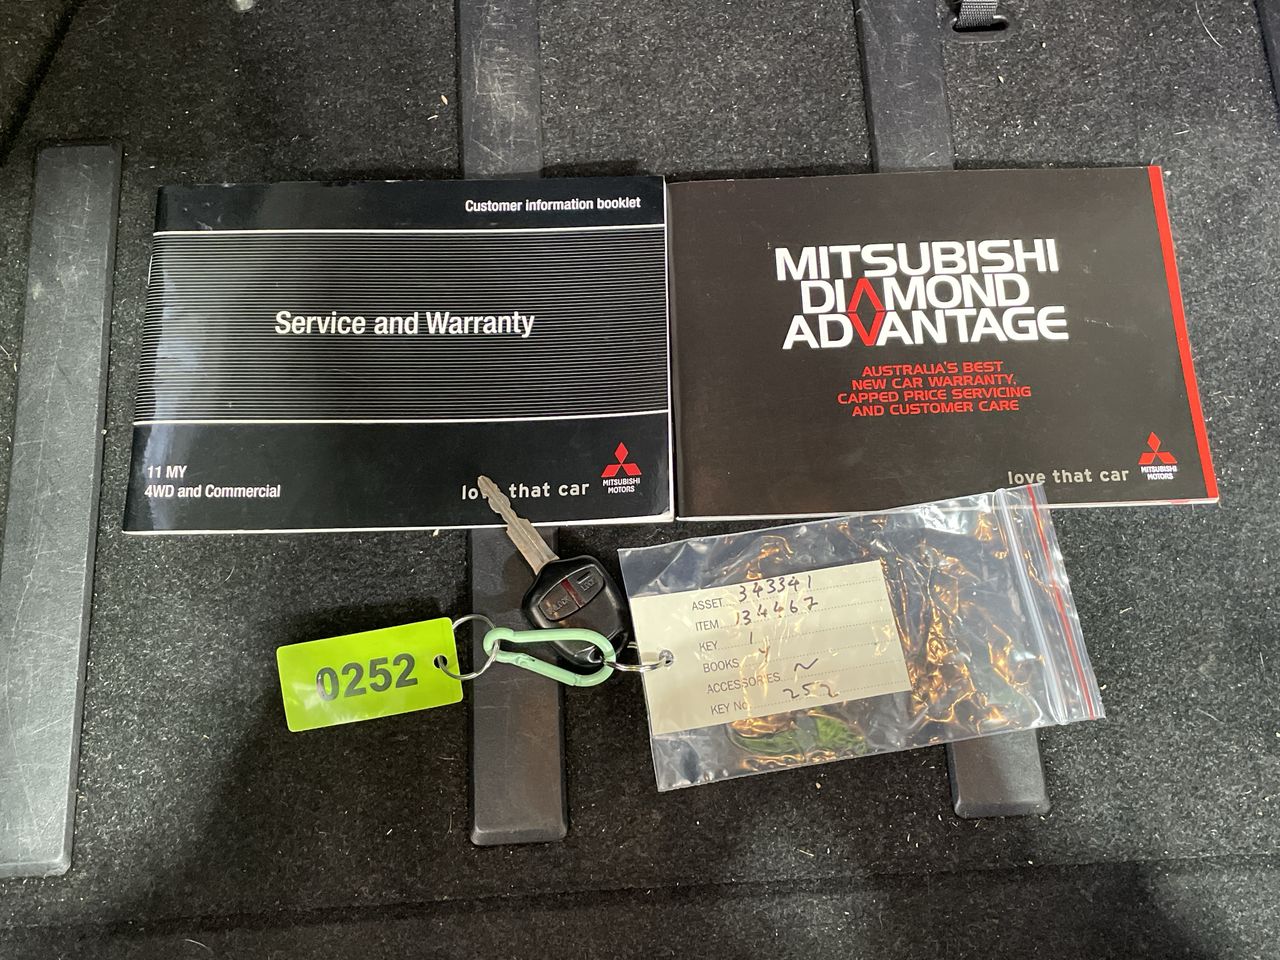 Customer information booklet
Service and Warranty
11 MY
4WD and Commercial
that car
MITSUBISHI
MOTORS
MITSUBISHI
DIAMOND
ADVANTAGE
AUSTRALIA'S BEST
NEW CAR WARRANTY,
CAPPED PRICE SERVICING
AND CUSTOMER CARE
love that car
MITSUBISHI
MOTORS
0252
ASSET 343341
ITEM 134467
KEY 1
BOOKS Y
ACCESSORIES N
KEY No 252